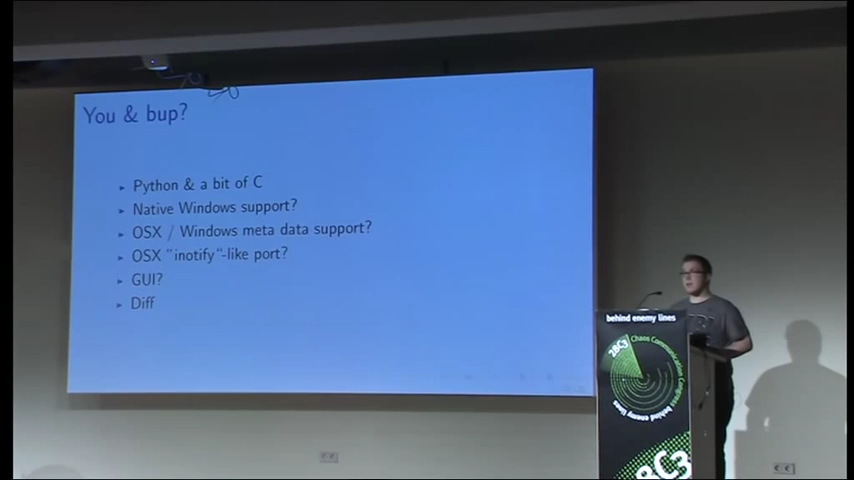 You & bup?
▸ Python & a bit of C
▸ Native Windows support?
▸ OSX / Windows meta data support?
▸ OSX "inotify"-like port?
▸ GUI?
▸ Diff
behind enemy lines
28C3
Chaos Communication Congress behind enemy lines
8C3